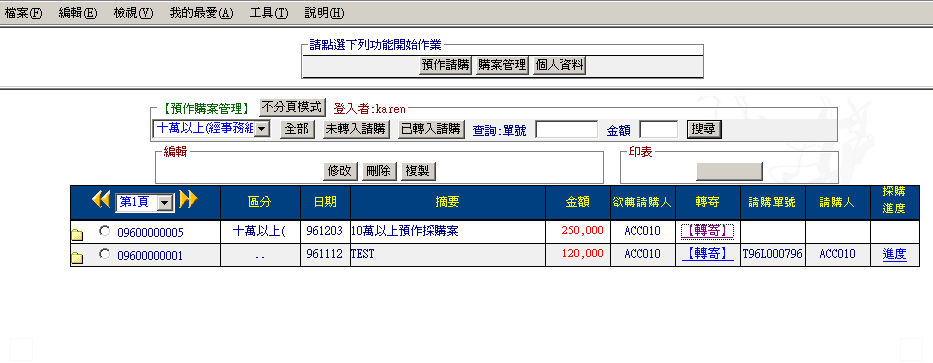 檔案(F) 編輯(E) 檢視(V) 我的最愛(A) 工具(T) 說明(H)
請點選下列功能開始作業
預作請購 購案管理 個人資料
【預作購案管理】 不分頁模式 登入者:karen
十萬以上(經事務組 全部 未轉入請購 已轉入請購 查詢:單號 金額 搜尋
編輯 印表
修改 刪除 複製
第1頁 區分 日期 摘要 金額 欲轉請購人 轉寄 請購單號 請購人 採購進度
09600000005 十萬以上( 961203 10萬以上預作採購案 250,000 ACC010 【轉寄】
09600000001 .. 961112 TEST 120,000 ACC010 【轉寄】 T96L000796 ACC010 進度